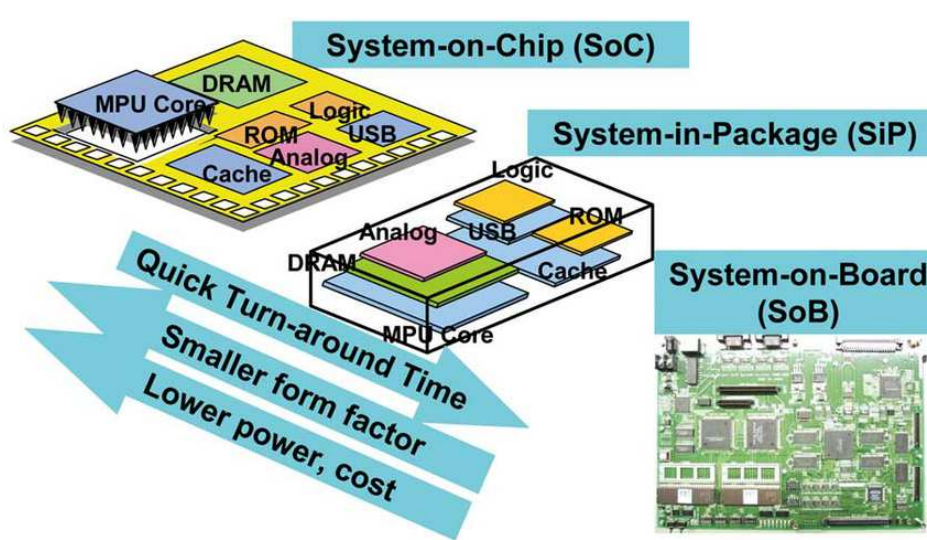 System-on-Chip (SoC)
DRAM
MPU Core
Logic
ROM
USB
Analog
Cache
System-in-Package (SiP)
Logic
ROM
Analog
USB
DRAM
Cache
MPU Core
System-on-Board
(SoB)
Quick Turn-around Time
Smaller form factor
Lower power, cost